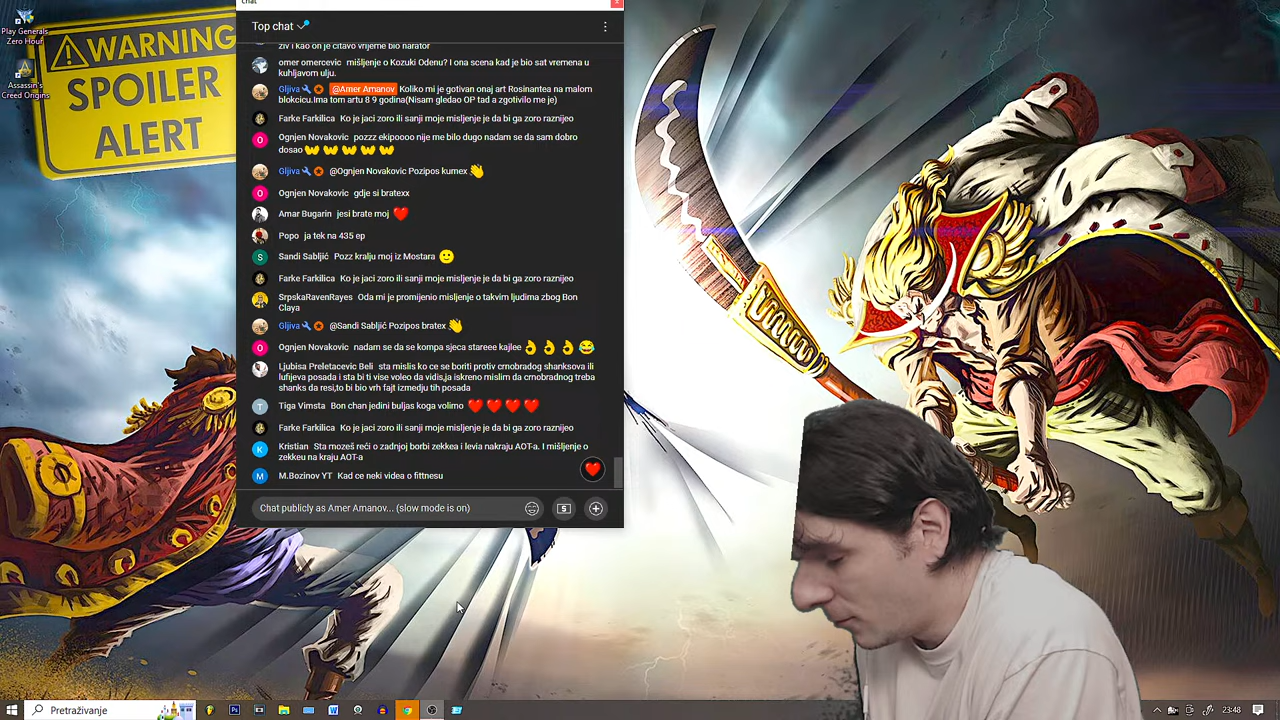 Play Generals
Zero Hour
Assassin's
Creed Origins
WARNING
SPOILER
ALERT
Chat
Top chat
živ i kao on je čitavo vrijeme bio narator
omer omercevic mišljenje o Kozuki Odenu? I ona scena kad je bio sat vremena u
kuhljavom ulju.
Gljiva @Amer Amanov Koliko mi je gotivan onaj art Rosinantea na malom
blokcicu.Ima tom artu 8 9 godina(Nisam gledao OP tad a zgotivilo me je)
Farke Farkilica Ko je jaci zoro ili sanji moje misljenje je da bi ga zoro raznijeo
Ognjen Novakovic pozzz ekipoooo nije me bilo dugo nadam se da sam dobro
dosao
Gljiva @Ognjen Novakovic Pozipos kumex
Ognjen Novakovic gdje si bratexx
Amar Bugarin jesi brate moj
Popo ja tek na 435 ep
Sandi Sabljić Pozz kralju moj iz Mostara
Farke Farkilica Ko je jaci zoro ili sanji moje misljenje je da bi ga zoro raznijeo
SrpskaRavenRayes Oda mi je promijenio misljenje o takvim ljudima zbog Bon
Claya
Gljiva @Sandi Sabljić Pozipos bratex
Ognjen Novakovic nadam se da se kompa sjeca stareee kajlee
Ljubisa Preletacevic Beli sta mislis ko ce se boriti protiv crnobradog shanksova ili
lufijeva posada i sta bi ti vise voleo da vidis,ja iskreno mislim da crnobradnog treba
shanks da resi,to bi bio vrh fajt izmedju tih posada
Tiga Vimsta Bon chan jedini buljas koga volimo
Farke Farkilica Ko je jaci zoro ili sanji moje misljenje je da bi ga zoro raznijeo
Kristian Sta mozeš reći o zadnjoj borbi zekkea i levia nakraju AOT-a. I mišljenje o
zekkeu na kraju AOT-a
M.Bozinov YT Kad ce neki videa o fittnesu
Chat publicly as Amer Amanov... (slow mode is on)
Pretraživanje
23:48